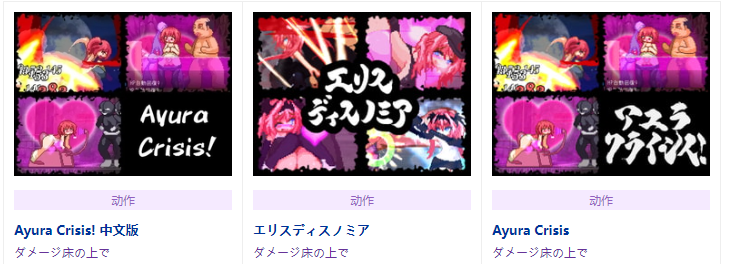 Ayura
Crisis!
エリス
ディスノミア
アユラ
クライシス!
动作
动作
动作
Ayura Crisis! 中文版
エリスディスノミア
Ayura Crisis
ダメージ床の上で
ダメージ床の上で
ダメージ床の上で